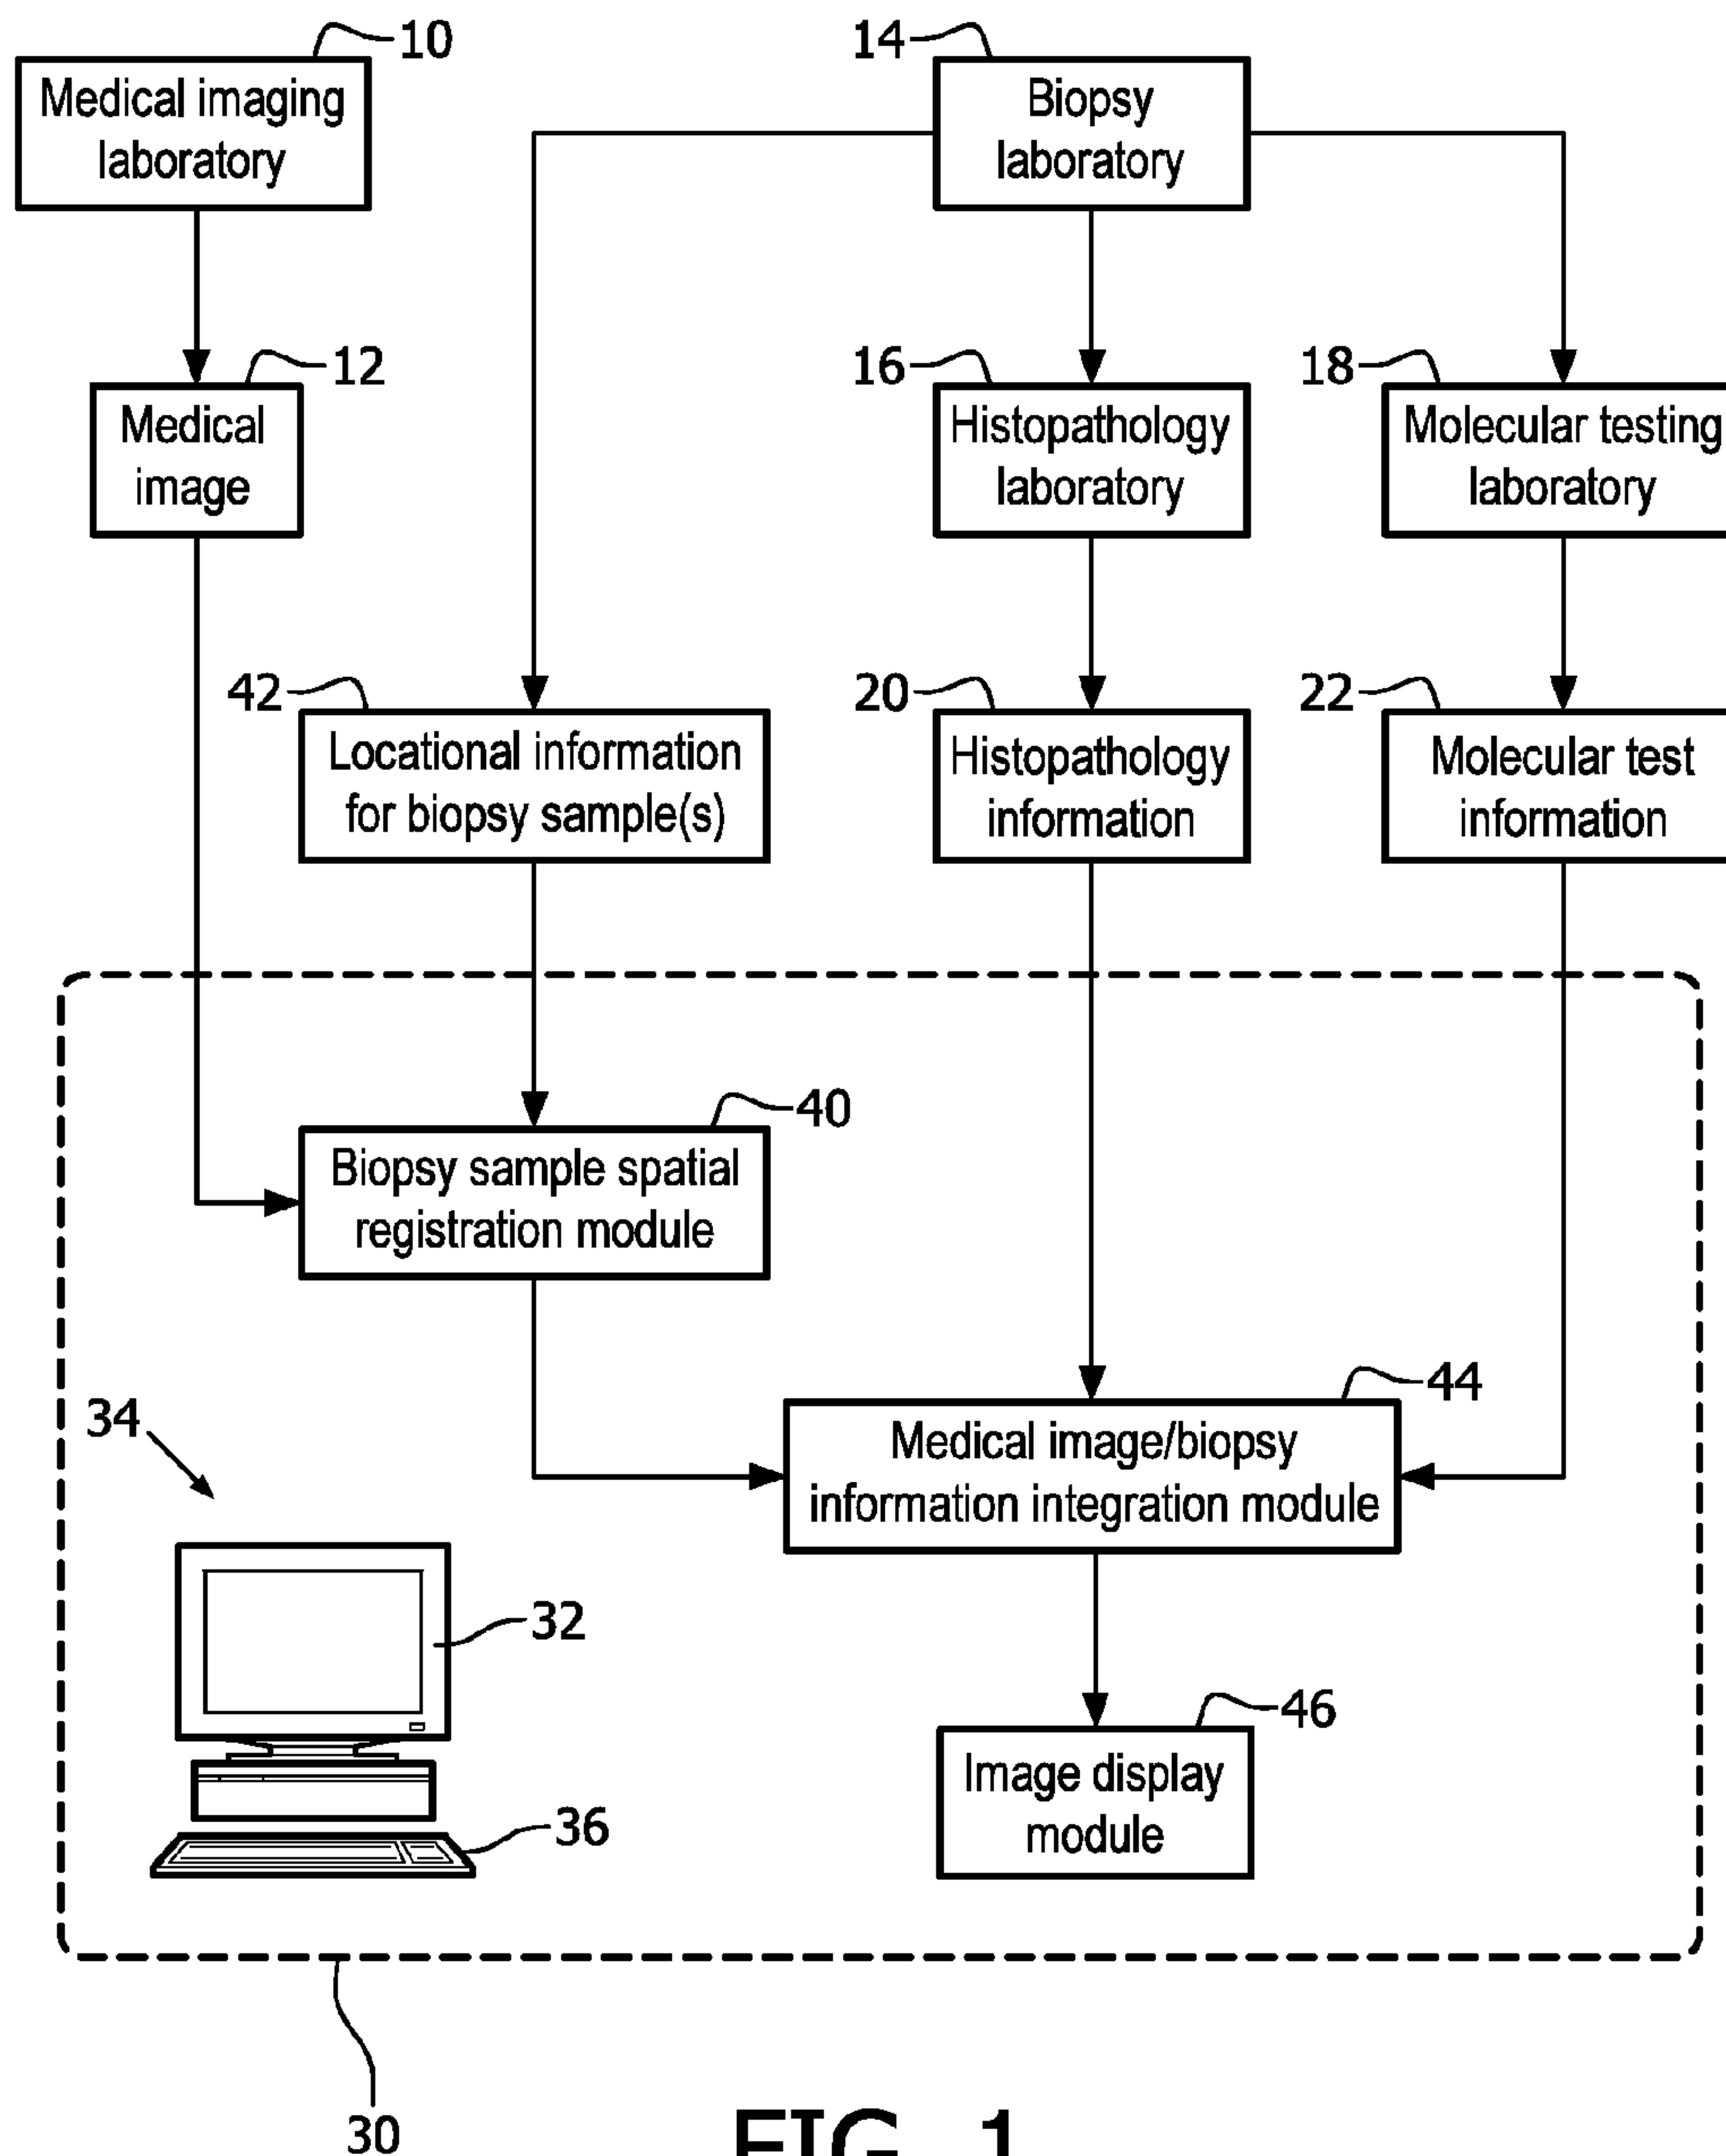 10
Medical imaging
laboratory
14
Biopsy
laboratory
12
Medical
image
16
Histopathology
laboratory
18
Molecular testing
laboratory
42
Locational information
for biopsy sample(s)
20
Histopathology
information
22
Molecular test
information
40
Biopsy sample spatial
registration module
44
Medical image/biopsy
information integration module
34
32
36
46
Image display
module
30
FIG. 1